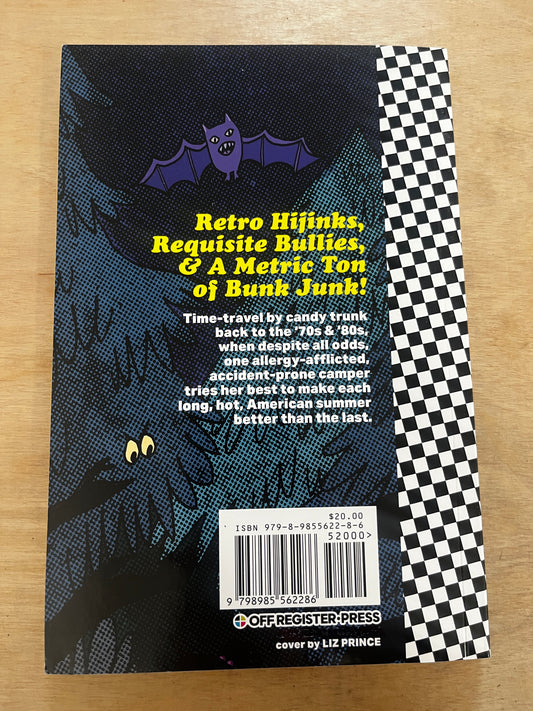 Retro Hijinks,
Requisite Bullies,
& A Metric Ton
of Bunk Junk!
Time-travel by candy trunk
back to the '70s & '80s,
when despite all odds,
one allergy-afflicted,
accident-prone camper
tries her best to make each
long, hot, American summer
better than the last.
$20.00
ISBN 979-8-9855622-8-6
52000>
9 798985 562286
OFF REGISTER-PRESS
cover by LIZ PRINCE